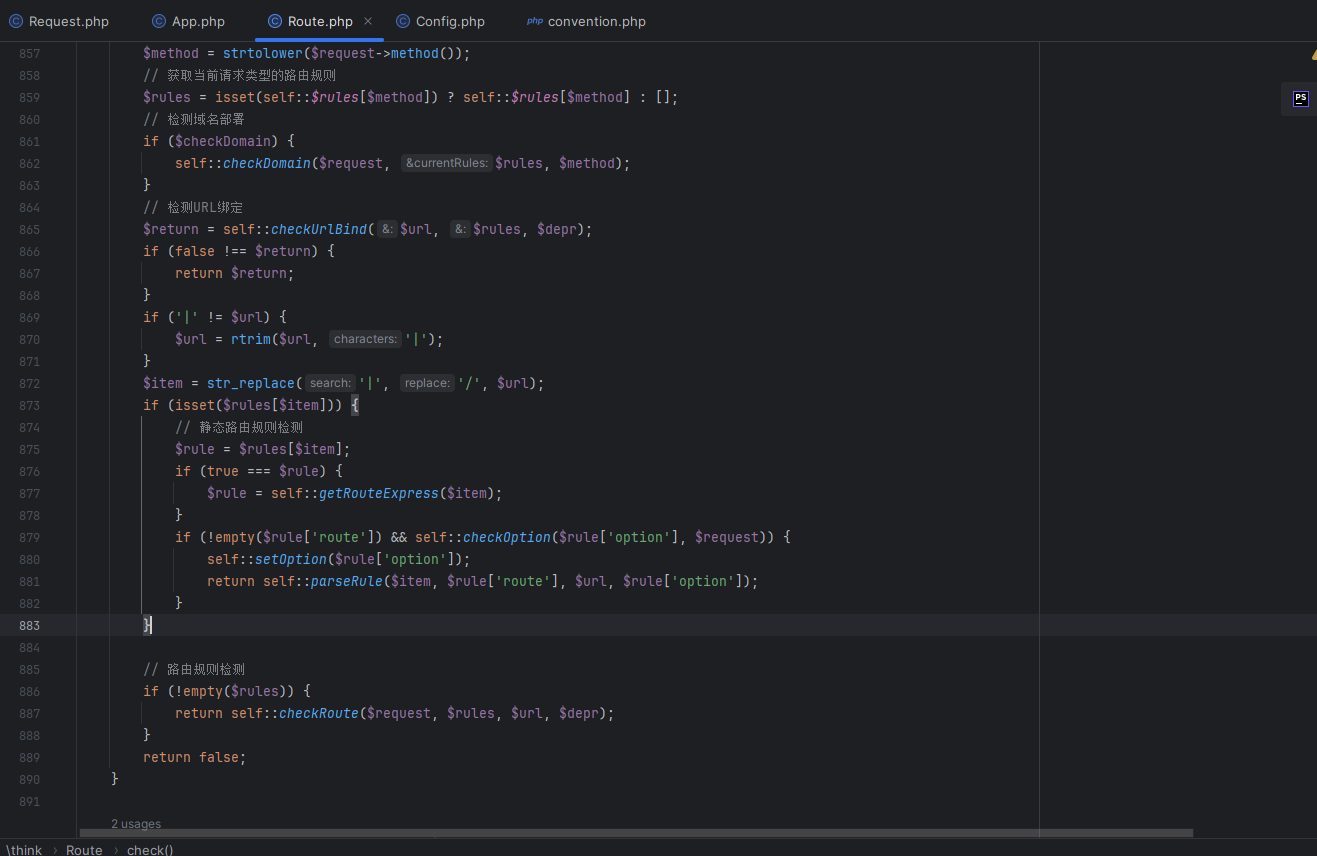 Request.php App.php Route.php Config.php php convention.php
857 $method = strtolower($request->method());
858 // 获取当前请求类型的路由规则
859 $rules = isset(self::$rules[$method]) ? self::$rules[$method] : [];
860 // 检测域名部署
861 if ($checkDomain) {
862 self::checkDomain($request, &currentRules: $rules, $method);
863 }
864 // 检测URL绑定
865 $return = self::checkUrlBind( &: $url, &: $rules, $depr);
866 if (false !== $return) {
867 return $return;
868 }
869 if ('|' != $url) {
870 $url = rtrim($url, characters: '|');
871 }
872 $item = str_replace( search: '|', replace: '/', $url);
873 if (isset($rules[$item])) {
874 // 静态路由规则检测
875 $rule = $rules[$item];
876 if (true === $rule) {
877 $rule = self::getRouteExpress($item);
878 }
879 if (!empty($rule['route']) && self::checkOption($rule['option'], $request)) {
880 self::setOption($rule['option']);
881 return self::parseRule($item, $rule['route'], $url, $rule['option']);
882 }
883 }
884
885 // 路由规则检测
886 if (!empty($rules)) {
887 return self::checkRoute($request, $rules, $url, $depr);
888 }
889 return false;
890 }
891
2 usages
\think › Route › check()
PS